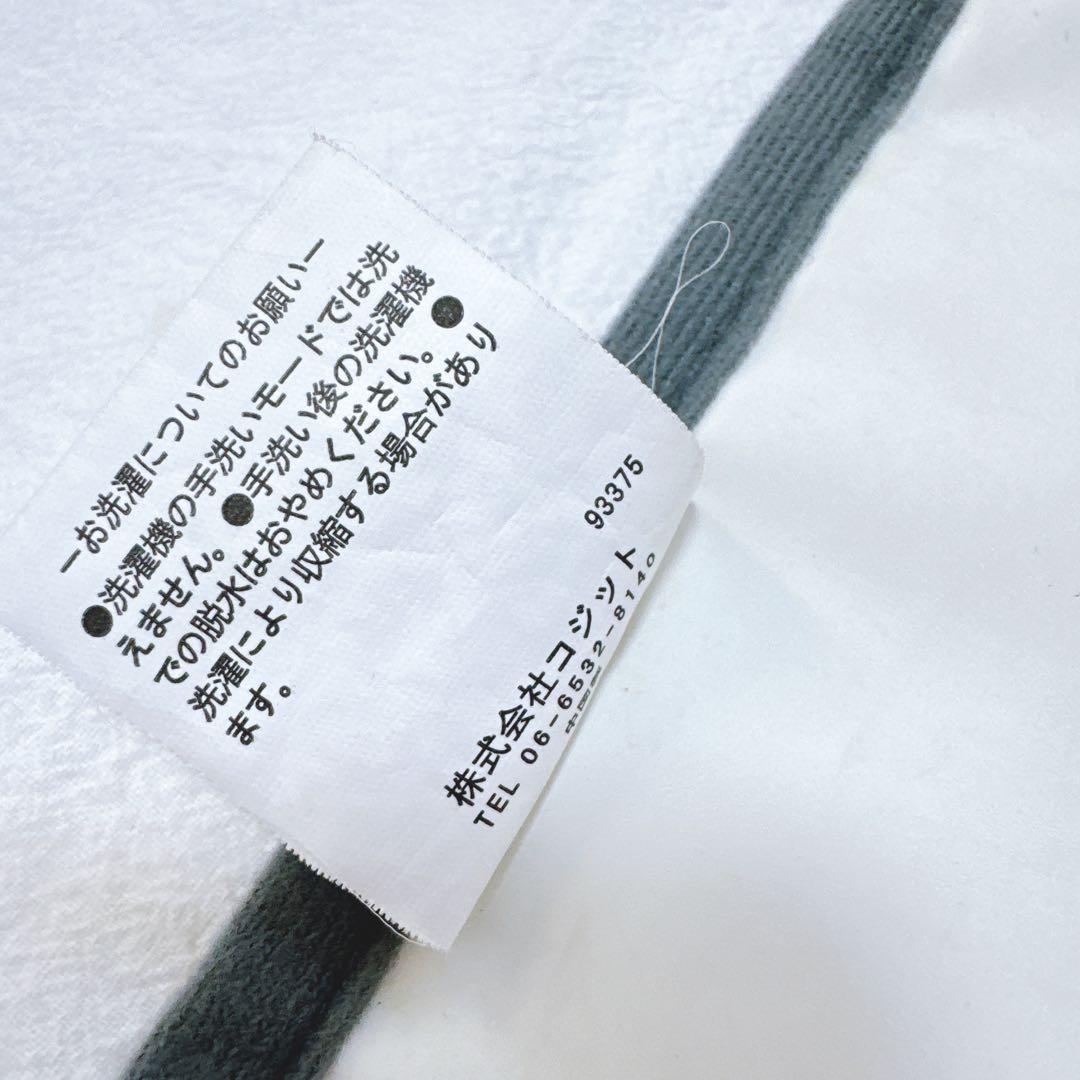 ーお洗濯についてのお願いー
●洗濯機の手洗いモードでは洗
えません。●手洗い後の洗濯機
での脱水はおやめください。●
洗濯により収縮する場合があり
ます。
93375
株式会社コジット
TEL 06-6532-8140